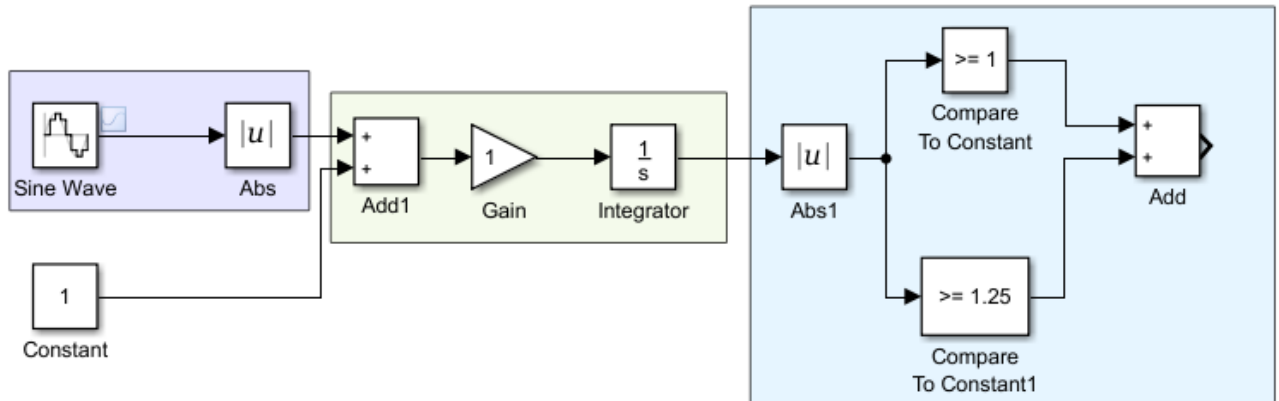 >= 1
Compare
To Constant
|u|
Sine Wave
Abs
+
+
Add1
1
Gain
1
s
Integrator
|u|
Abs1
+
+
Add
1
Constant
>= 1.25
Compare
To Constant1